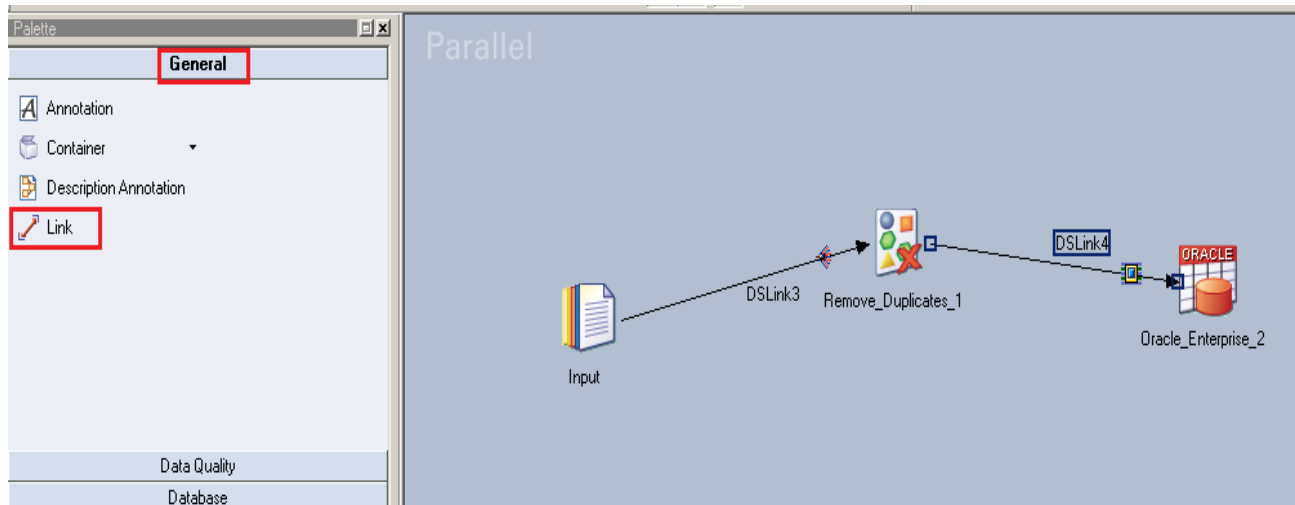 Palette
General
Annotation
Container
Description Annotation
Link
Data Quality
Database
Parallel
DSLink4
ORACLE
DSLink3
Remove_Duplicates_1
Oracle_Enterprise_2
Input